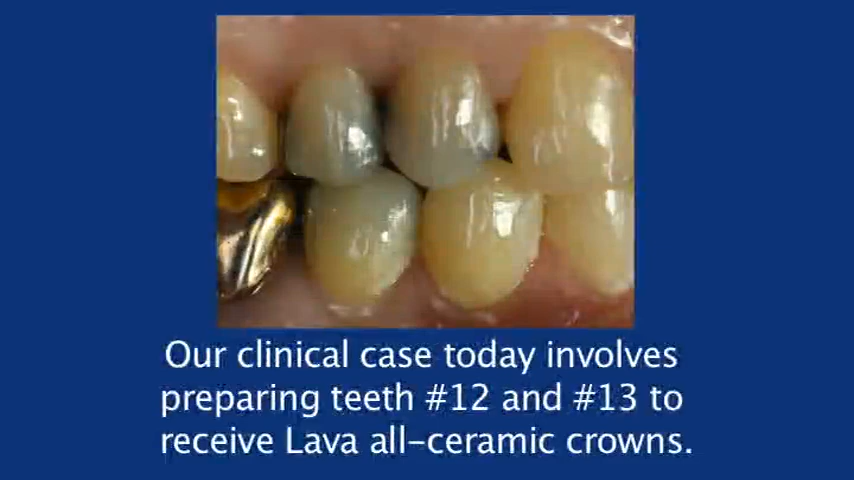 Our clinical case today involves
preparing teeth #12 and #13 to
receive Lava all-ceramic crowns.